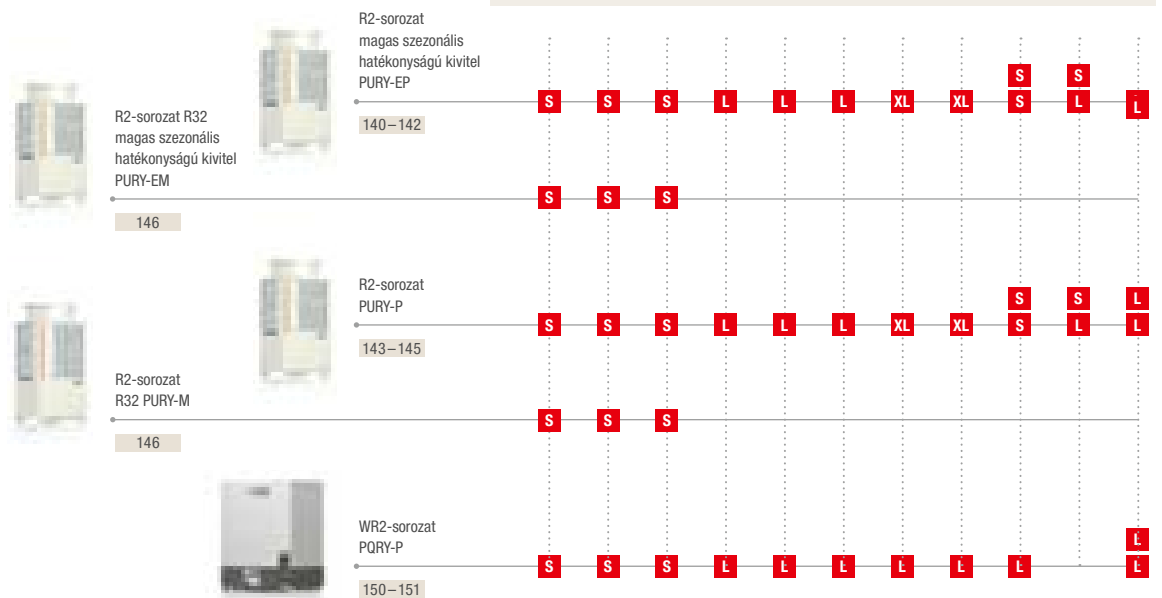 R2-sorozat
magas szezonális
hatékonyságú kivitel
PURY-EP
140–142
S S
S S S L L L XL XL S L L
L
R2-sorozat R32
magas szezonális
hatékonyságú kivitel
PURY-EM
146
S S S
R2-sorozat
PURY-P
143–145
S S L
S S S L L L XL XL S L L
R2-sorozat
R32 PURY-M
146
S S S
WR2-sorozat
PQRY-P
150–151
L
S S S L L L L L L L